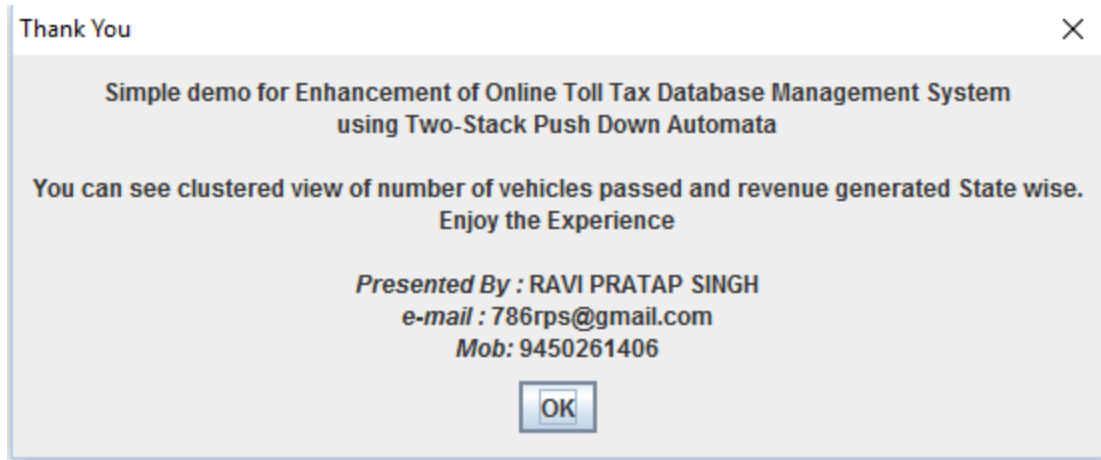 Thank You
Simple demo for Enhancement of Online Toll Tax Database Management System
using Two-Stack Push Down Automata
You can see clustered view of number of vehicles passed and revenue generated State wise.
Enjoy the Experience
Presented By : RAVI PRATAP SINGH
e-mail : 786rps@gmail.com
Mob: 9450261406
OK